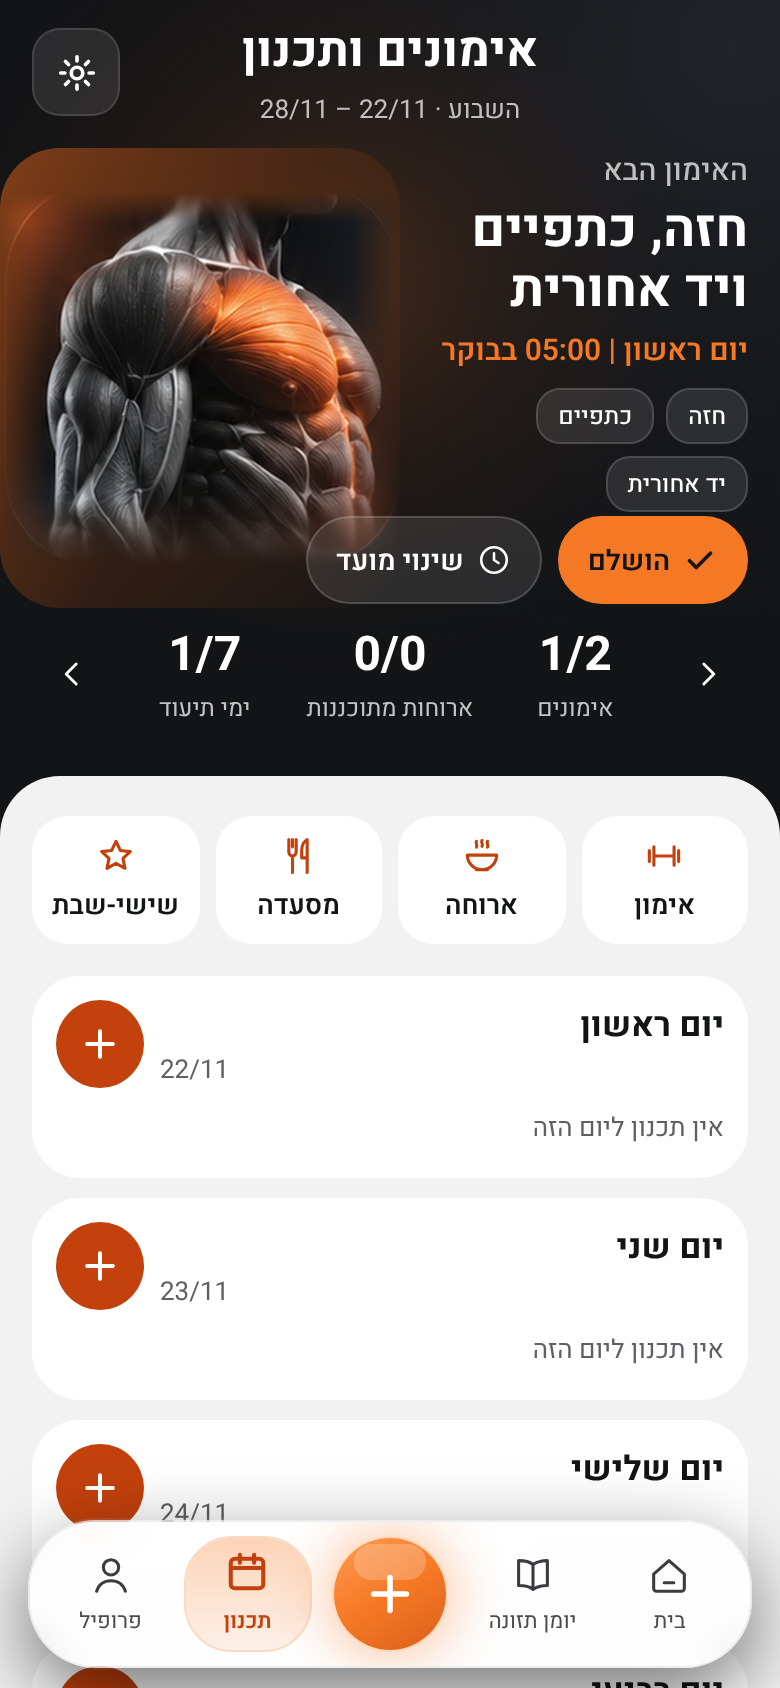 אימונים ותכנון
השבוע · 22/11 – 28/11
האימון הבא
חזה, כתפיים
ויד אחורית
יום ראשון | 05:00 בבוקר
חזה
כתפיים
יד אחורית
הושלם
שינוי מועד
1/2
אימונים
0/0
ארוחות מתוכננות
1/7
ימי תיעוד
אימון
ארוחה
מסעדה
שישי-שבת
יום ראשון
22/11
אין תכנון ליום הזה
יום שני
23/11
אין תכנון ליום הזה
יום שלישי
24/11
בית
יומן תזונה
תכנון
פרופיל